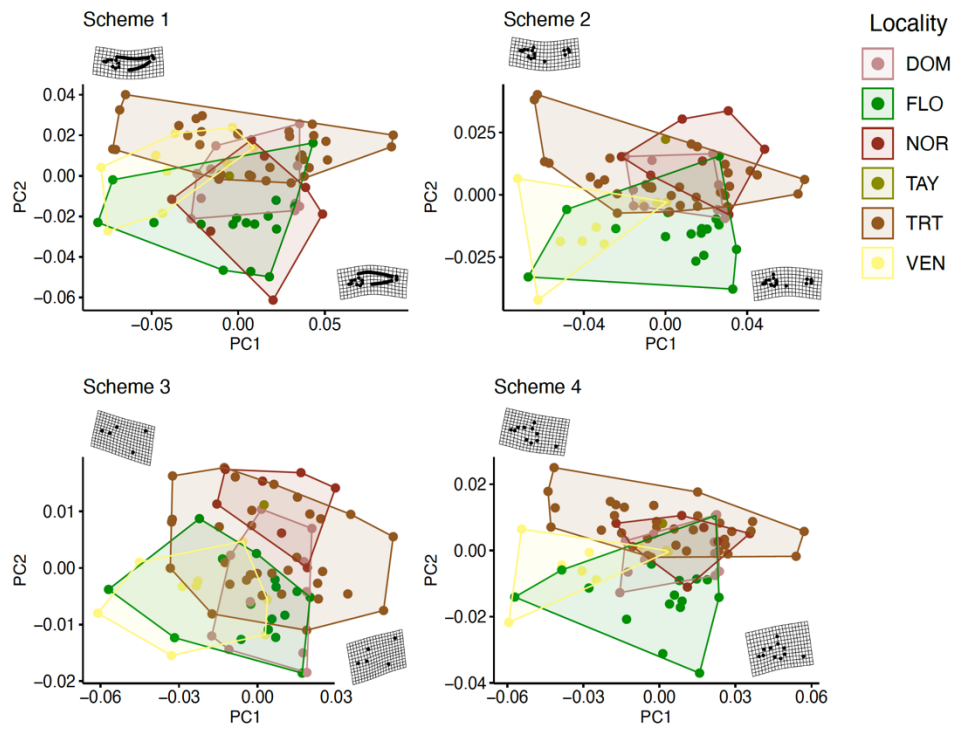 Scheme 1
Scheme 2
Locality
DOM
FLO
NOR
TAY
TRT
VEN
PC2
0.04
0.02
0.00
−0.02
−0.04
−0.06
−0.05
0.00
0.05
PC1
PC2
0.025
0.000
−0.025
−0.04
0.00
0.04
PC1
Scheme 3
Scheme 4
PC2
0.01
0.00
−0.01
−0.02
−0.06
−0.03
0.00
0.03
PC1
PC2
0.02
0.00
−0.02
−0.04
−0.06
−0.03
0.00
0.03
0.06
PC1